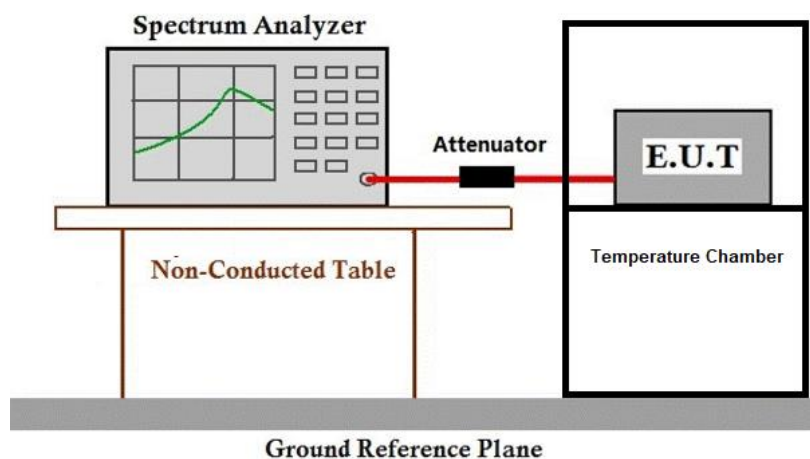 Spectrum Analyzer
Attenuator
E.U.T
Non-Conducted Table
Temperature Chamber
Ground Reference Plane